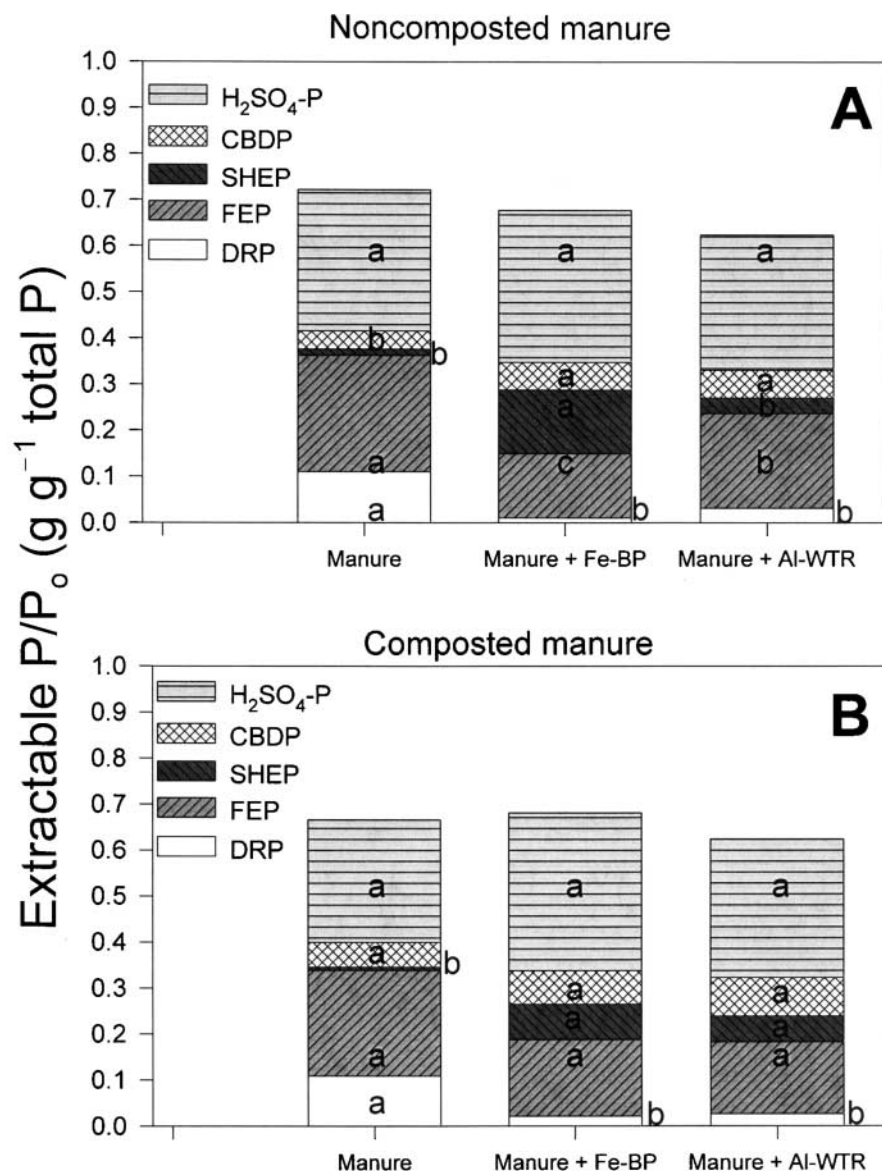 Noncomposted manure
A
1.0
0.9
0.8
0.7
0.6
0.5
0.4
0.3
0.2
0.1
0.0
H₂SO₄-P
CBDP
SHEP
FEP
DRP
a
b
b
a
a
a
a
a
c
b
a
a
b
b
b
Manure
Manure + Fe-BP
Manure + Al-WTR
Extractable P/Pₒ (g g⁻¹ total P)
Composted manure
B
1.0
0.9
0.8
0.7
0.6
0.5
0.4
0.3
0.2
0.1
0.0
H₂SO₄-P
CBDP
SHEP
FEP
DRP
a
a
b
a
a
a
a
a
a
b
a
a
a
a
b
Manure
Manure + Fe-BP
Manure + Al-WTR